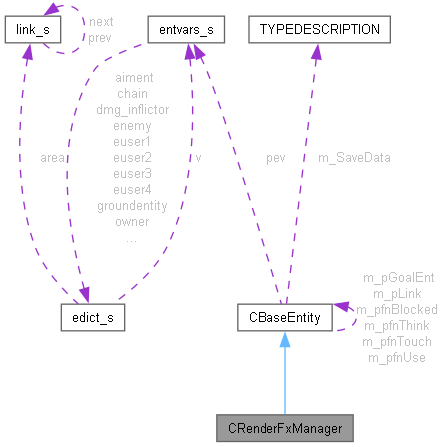 next
prev
link_s
entvars_s
TYPEDESCRIPTION
aiment
chain
dmg_inflictor
enemy
euser1
euser2
euser3
euser4
groundentity
owner
...
area
v
pev
m_SaveData
m_pGoalEnt
m_pLink
m_pfnBlocked
m_pfnThink
m_pfnTouch
m_pfnUse
edict_s
CBaseEntity
CRenderFxManager